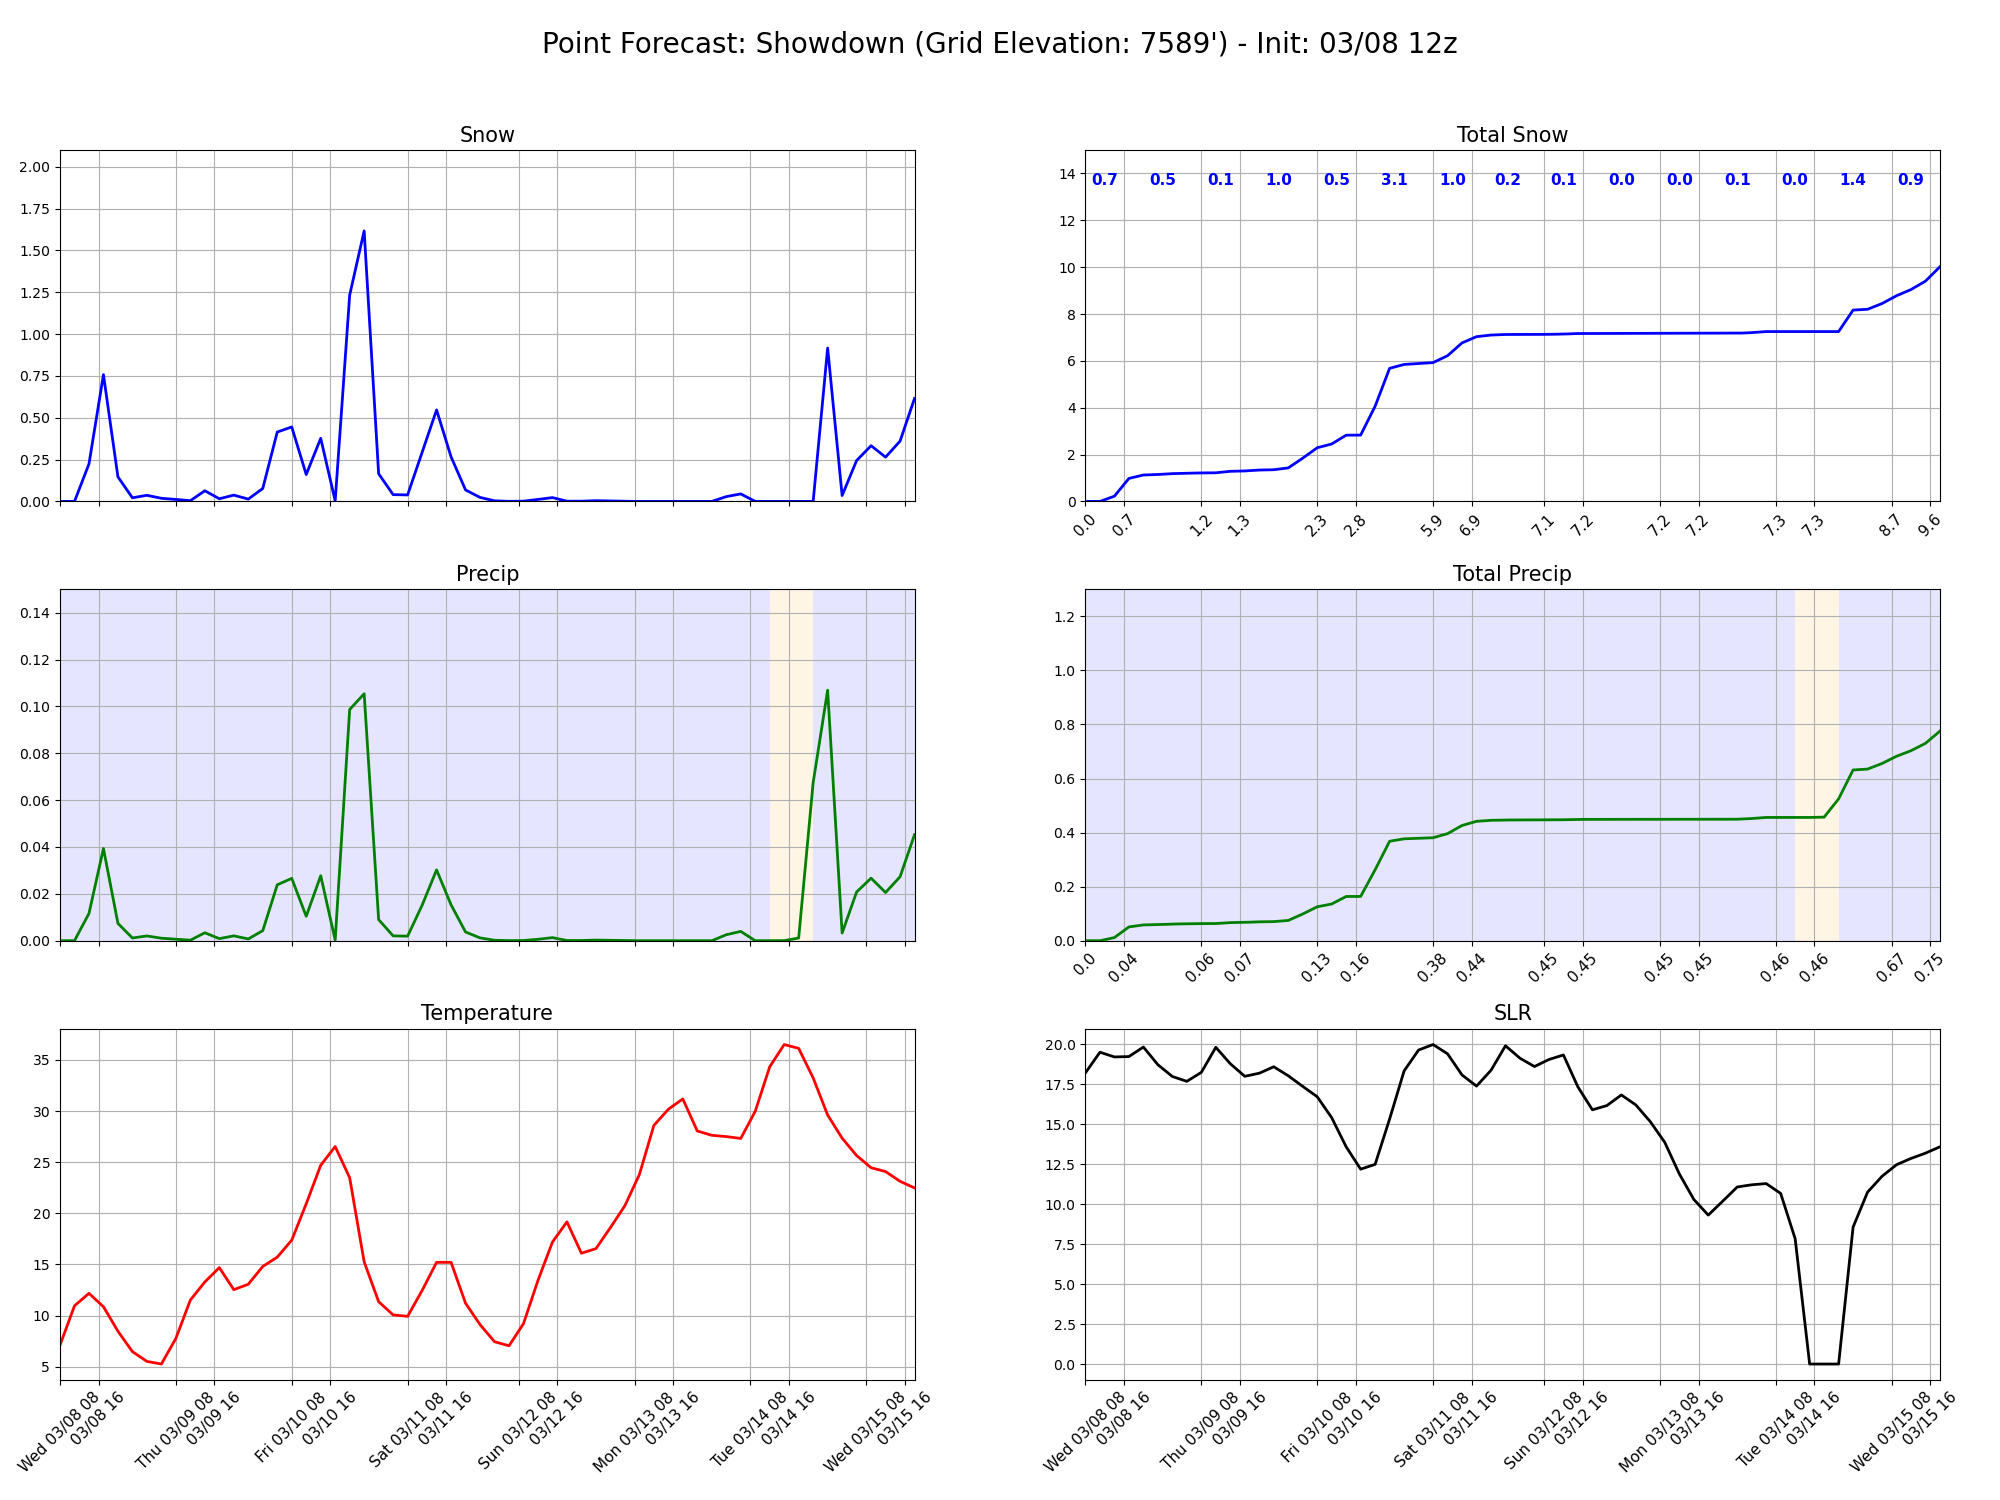 Point Forecast: Showdown (Grid Elevation: 7589') - Init: 03/08 12z
Snow
2.00
1.75
1.50
1.25
1.00
0.75
0.50
0.25
0.00
Total Snow
14
12
10
8
6
4
2
0
0.7 0.5 0.1 1.0 0.5 3.1 1.0 0.2 0.1 0.0 0.0 0.1 0.0 1.4 0.9
0.0 0.7 1.2 1.3 2.3 2.8 5.9 6.9 7.1 7.2 7.2 7.2 7.3 7.3 8.7 9.6
Precip
0.14
0.12
0.10
0.08
0.06
0.04
0.02
0.00
Total Precip
1.2
1.0
0.8
0.6
0.4
0.2
0.0
0.0 0.04 0.06 0.07 0.13 0.16 0.38 0.44 0.45 0.45 0.45 0.45 0.46 0.46 0.67 0.75
Temperature
35
30
25
20
15
10
5
Wed 03/08 08
03/08 16
Thu 03/09 08
03/09 16
Fri 03/10 08
03/10 16
Sat 03/11 08
03/11 16
Sun 03/12 08
03/12 16
Mon 03/13 08
03/13 16
Tue 03/14 08
03/14 16
Wed 03/15 08
03/15 16
SLR
20.0
17.5
15.0
12.5
10.0
7.5
5.0
2.5
0.0
Wed 03/08 08
03/08 16
Thu 03/09 08
03/09 16
Fri 03/10 08
03/10 16
Sat 03/11 08
03/11 16
Sun 03/12 08
03/12 16
Mon 03/13 08
03/13 16
Tue 03/14 08
03/14 16
Wed 03/15 08
03/15 16